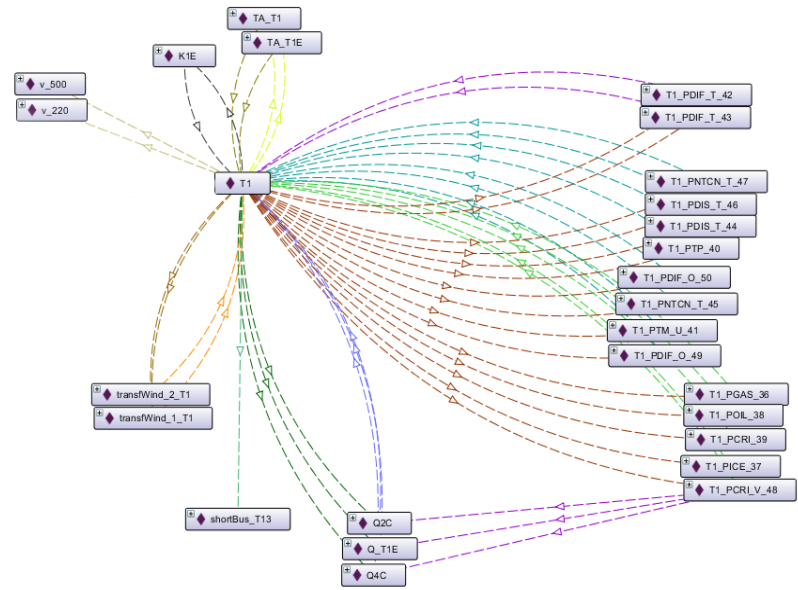 TA_T1
TA_T1E
K1E
v_500
v_220
T1_PDIF_T_42
T1_PDIF_T_43
T1
T1_PNTCN_T_47
T1_PDIS_T_46
T1_PDIS_T_44
T1_PTP_40
T1_PDIF_O_50
T1_PNTCN_T_45
T1_PTM_U_41
T1_PDIF_O_49
transfWind_2_T1
transfWind_1_T1
T1_PGAS_36
T1_POIL_38
T1_PCRI_39
T1_PICE_37
T1_PCRI_V_48
shortBus_T13
Q2C
Q_T1E
Q4C